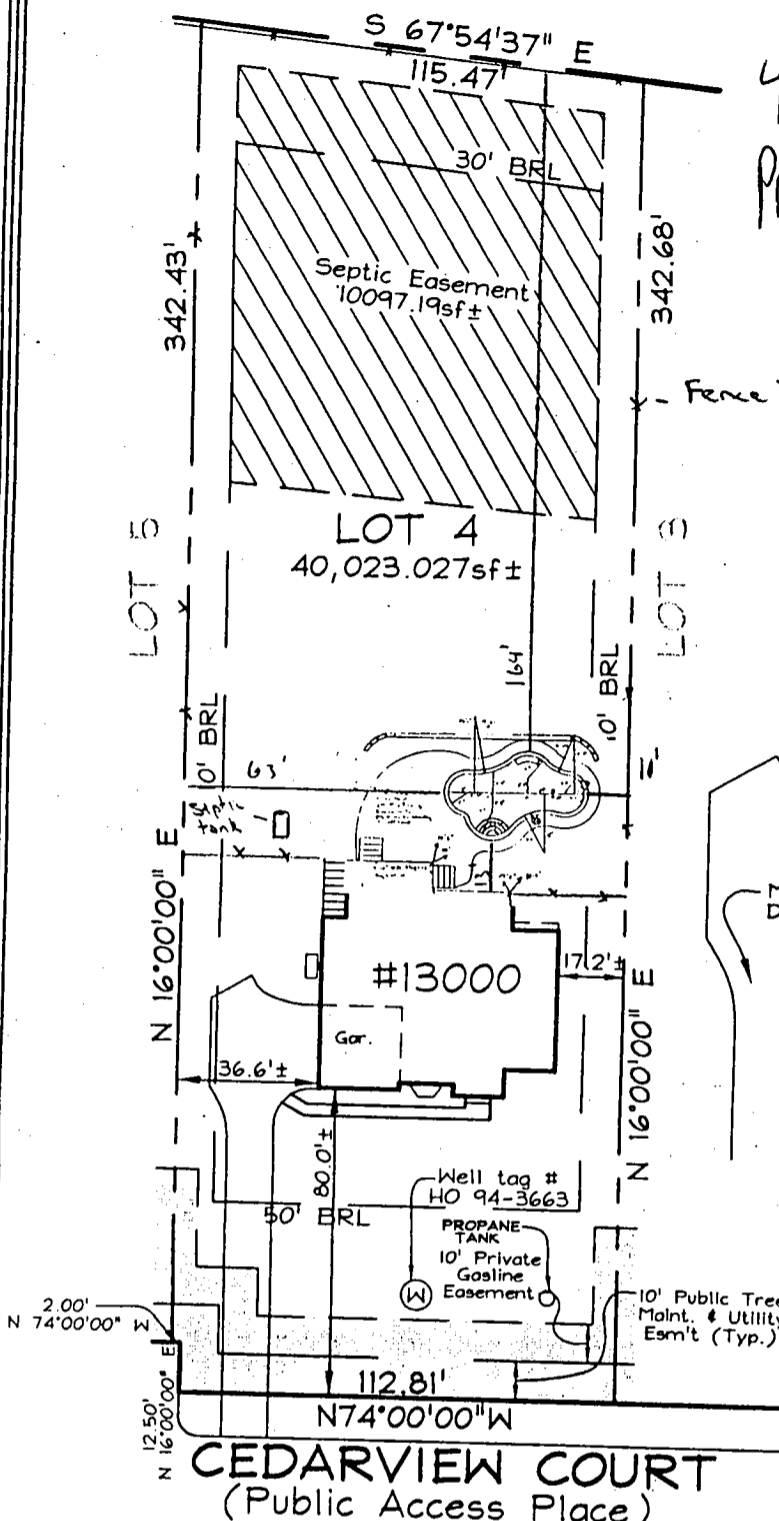 S 67°54'37" E
115.47'
30' BRL
Septic Easement
10097.19sf±
342.43'
342.68'
- Fence
LOT 4
40,023.027sf±
LOT 5
LOT 3
164'
10' BRL
10' BRL
63'
Septic
tank
N 16°00'00" E
#13000
17.2'±
Gar.
36.6'±
N 16°00'00" E
80.0'±
Well tag #
HO 94-3663
50' BRL
PROPANE
TANK
10' Private
Gasline
Easement
W
10' Public Tree
Maint. & Utility
Esm't (Typ.)
2.00'
N 74°00'00" W
12.50'
N 16°00'00" E
112.81'
N74°00'00"W
CEDARVIEW COURT
(Public Access Place)